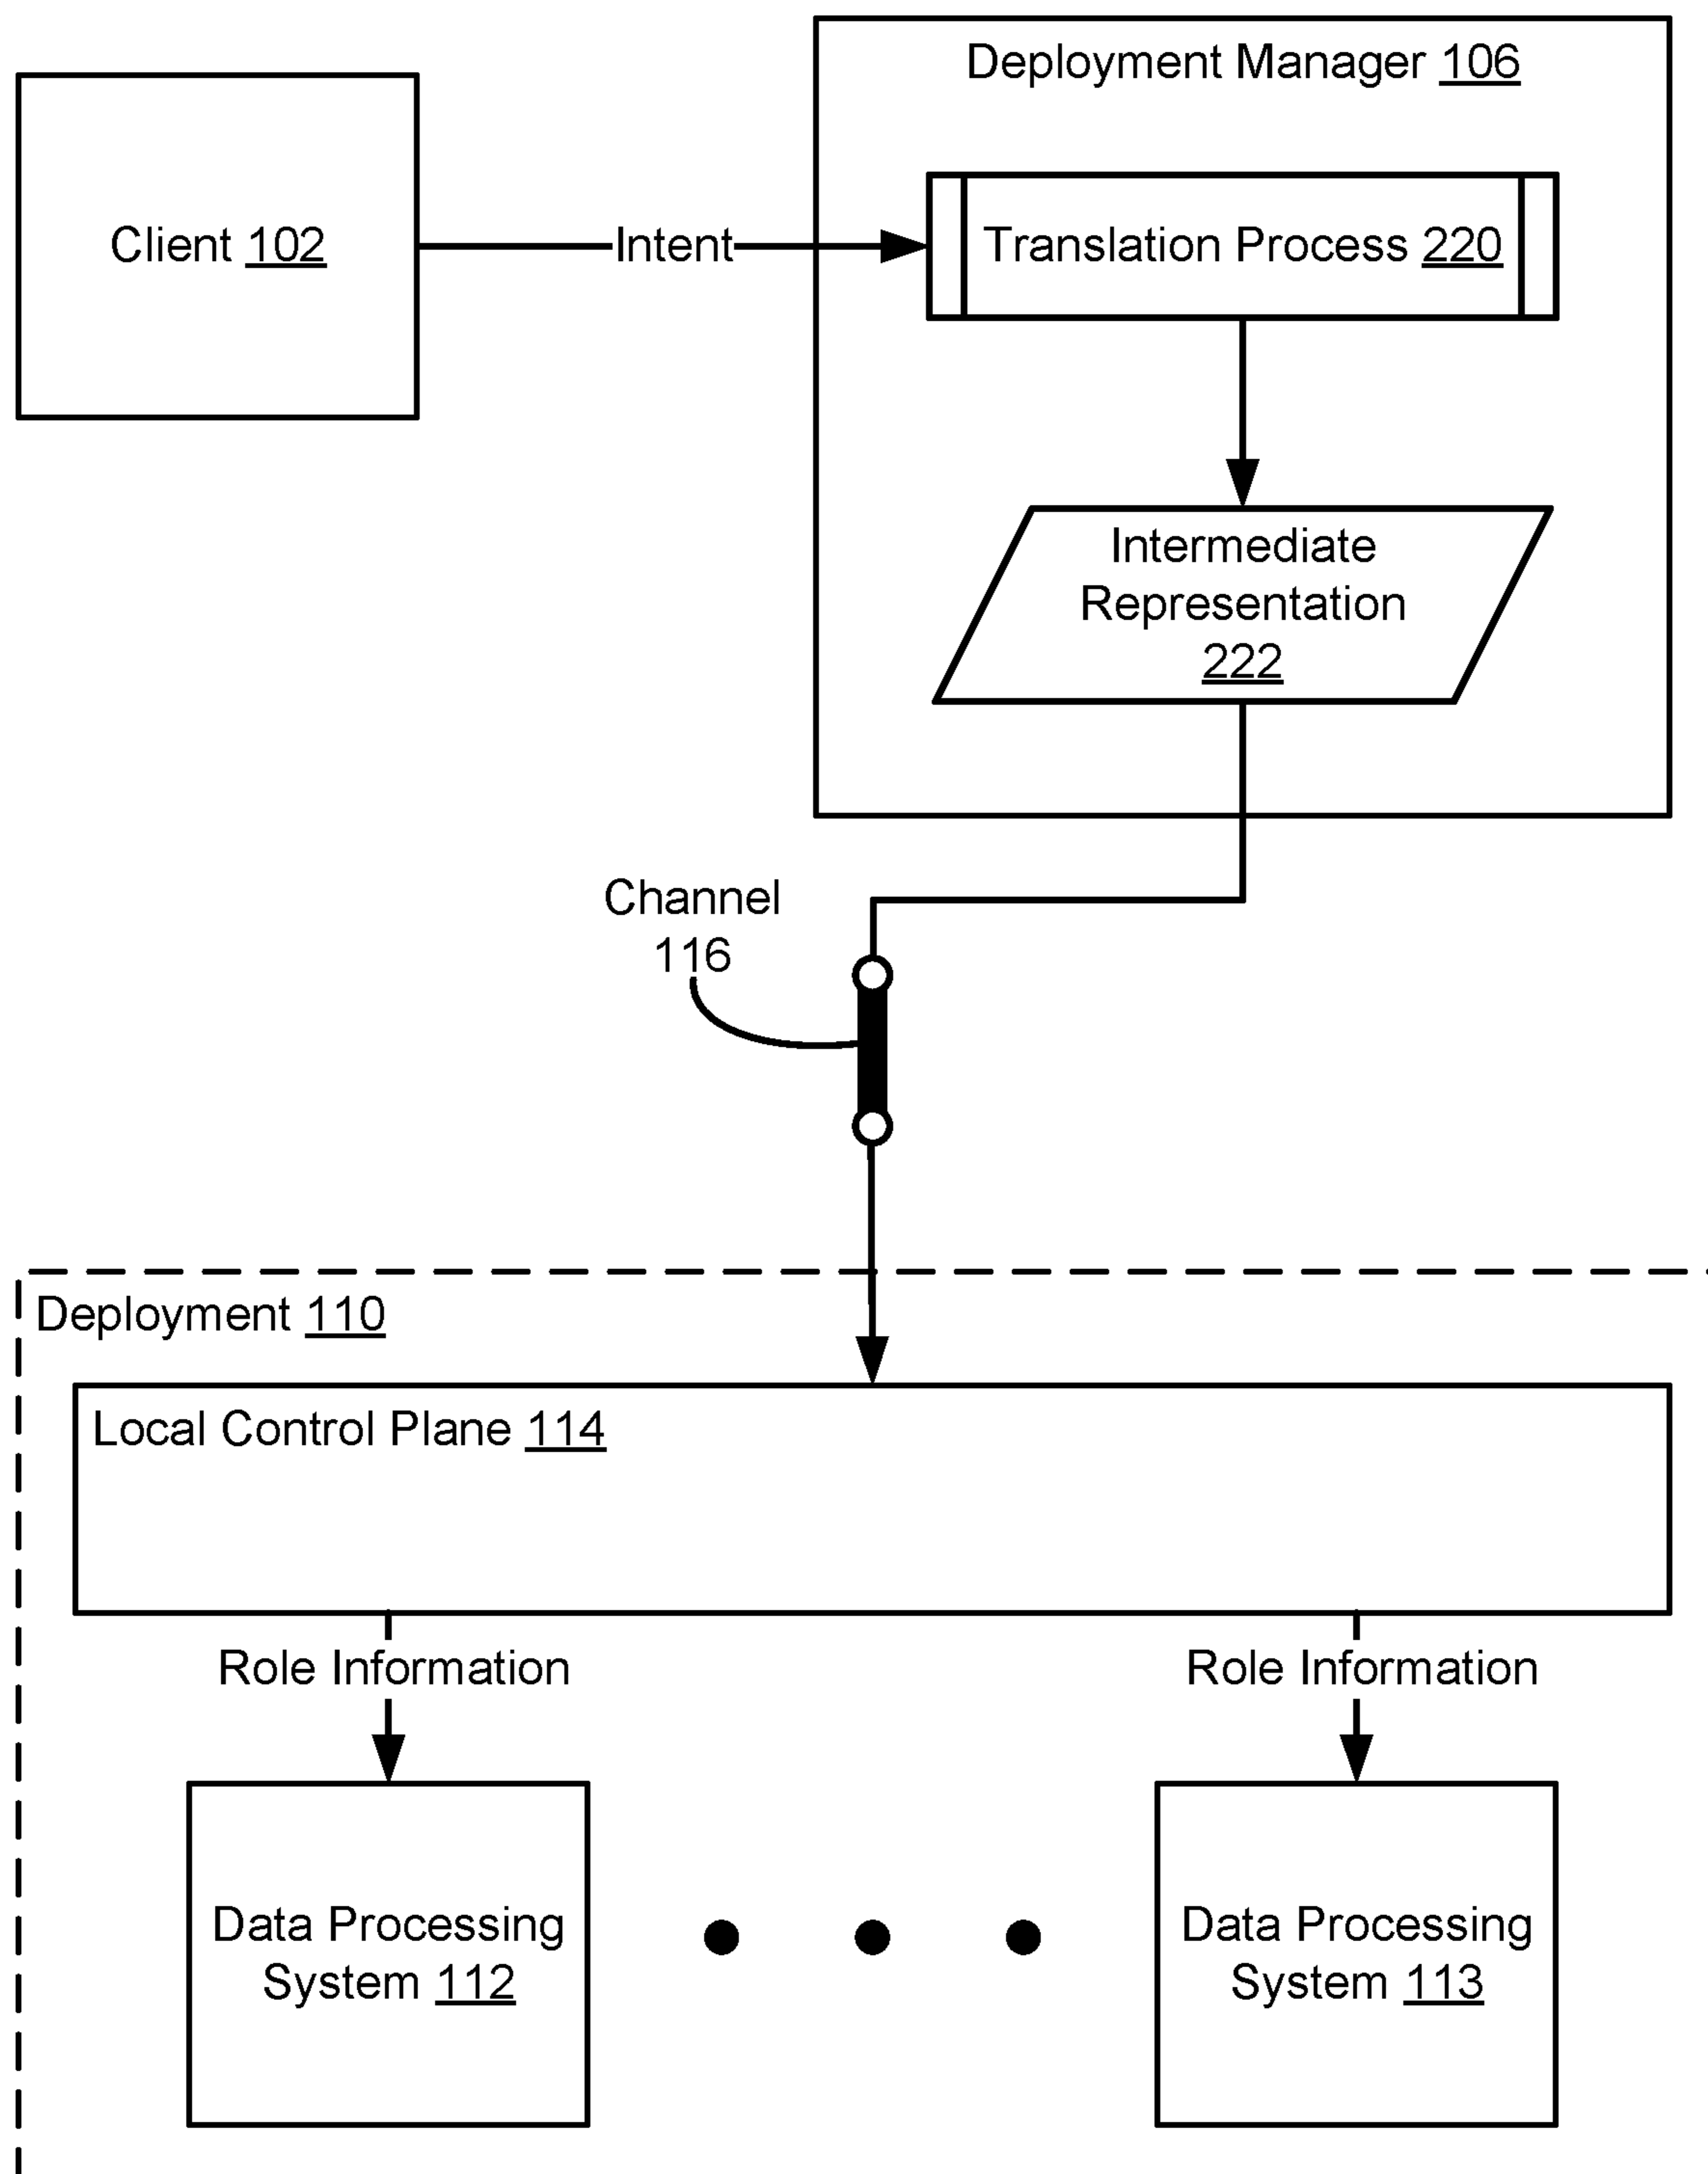 Deployment Manager 106
Client 102
Intent
Translation Process 220
Intermediate
Representation
222
Channel
116
Deployment 110
Local Control Plane 114
Role Information
Role Information
Data Processing
System 112
Data Processing
System 113